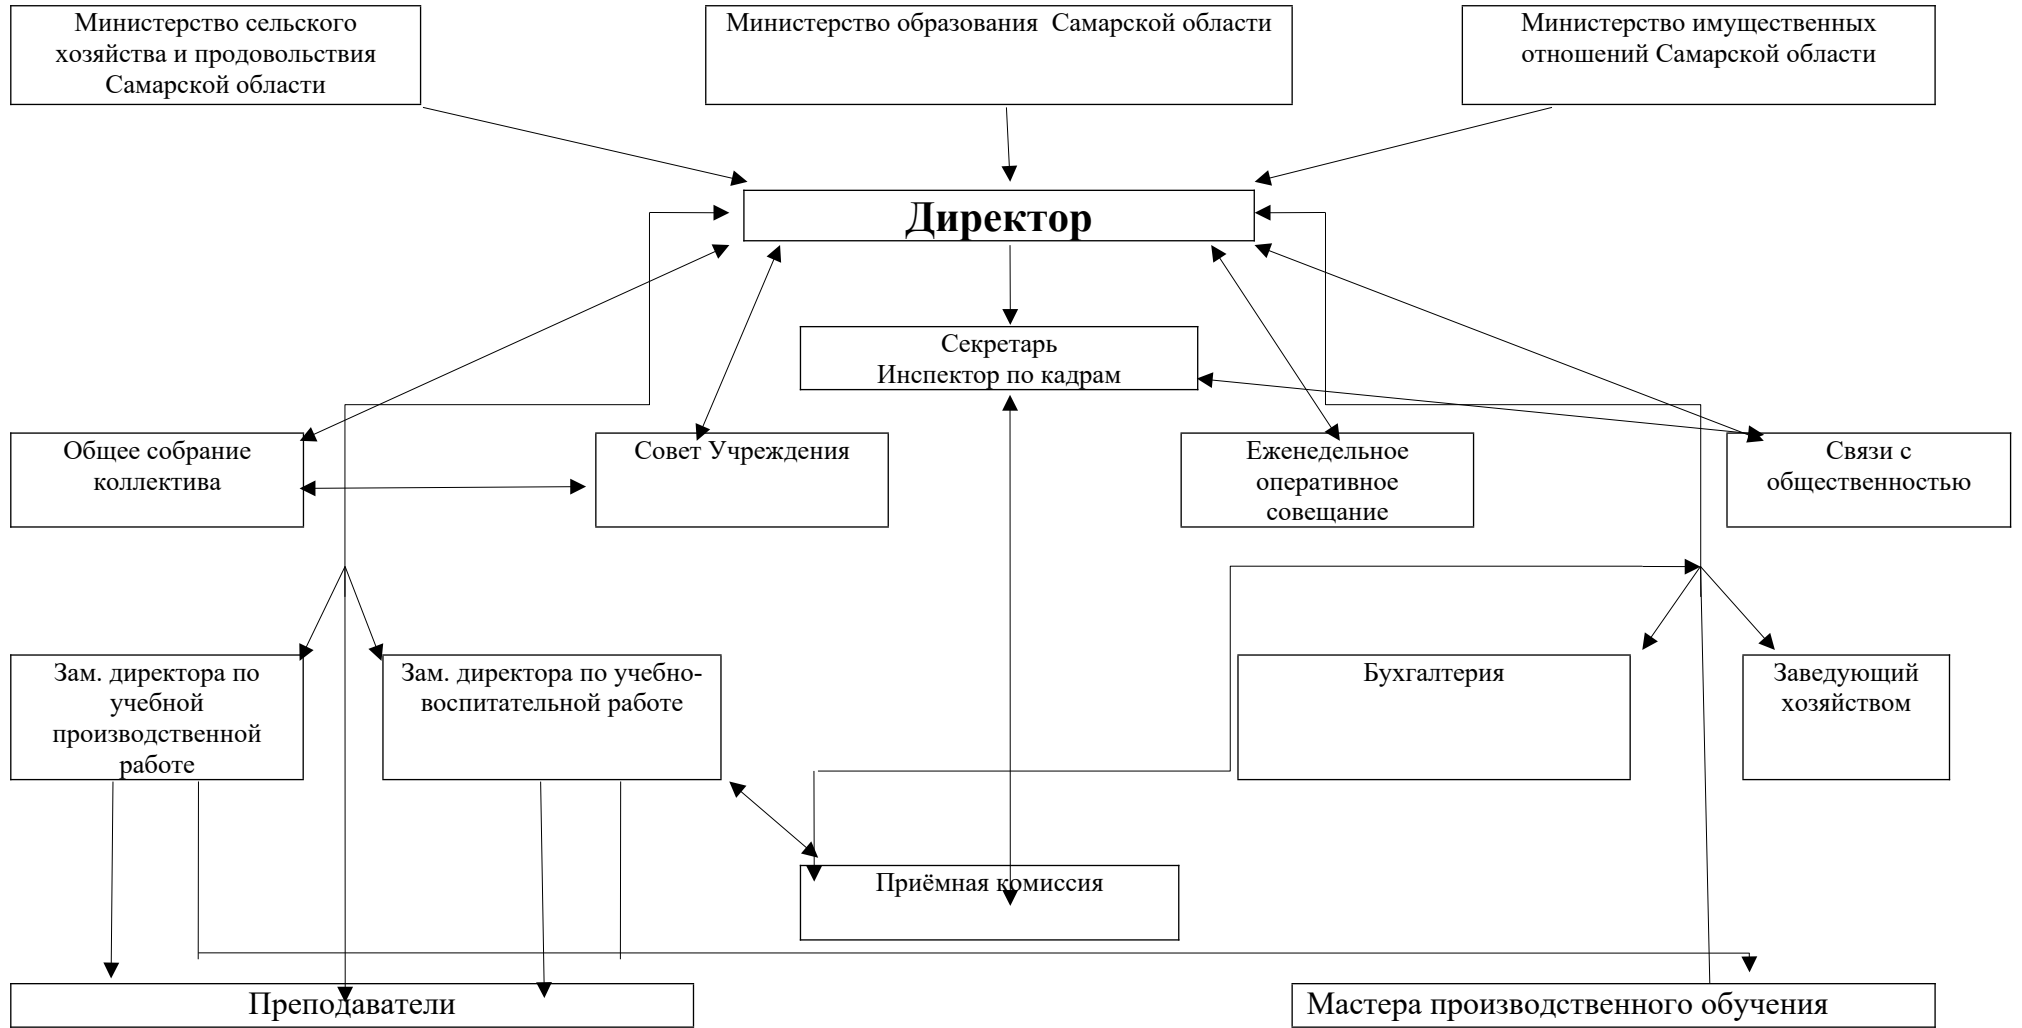 Министерство сельского
хозяйства и продовольствия
Самарской области
Министерство образования  Самарской области
Министерство имущественных
отношений Самарской области
Директор
Секретарь
Инспектор по кадрам
Общее собрание
коллектива
Совет Учреждения
Еженедельное
оперативное
совещание
Связи с
общественностью
Зам. директора по
учебной
производственной
работе
Зам. директора по учебно-
воспитательной работе
Бухгалтерия
Заведующий
хозяйством
Приёмная комиссия
Преподаватели
Мастера производственного обучения